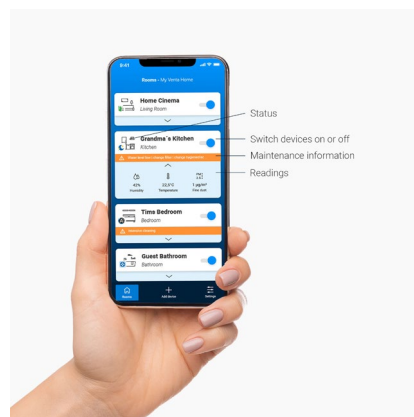 9:41
Rooms - My Venta Home
Home Cinema
Living Room
Status
Grandma´s Kitchen
Kitchen
Switch devices on or off
Maintenance information
Readings
43%
Humidity
22,5°C
Temperature
1 µg/m³
Fine dust
Tims Bedroom
Bedroom
Guest Bathroom
Bathroom
Rooms
Add device
Settings